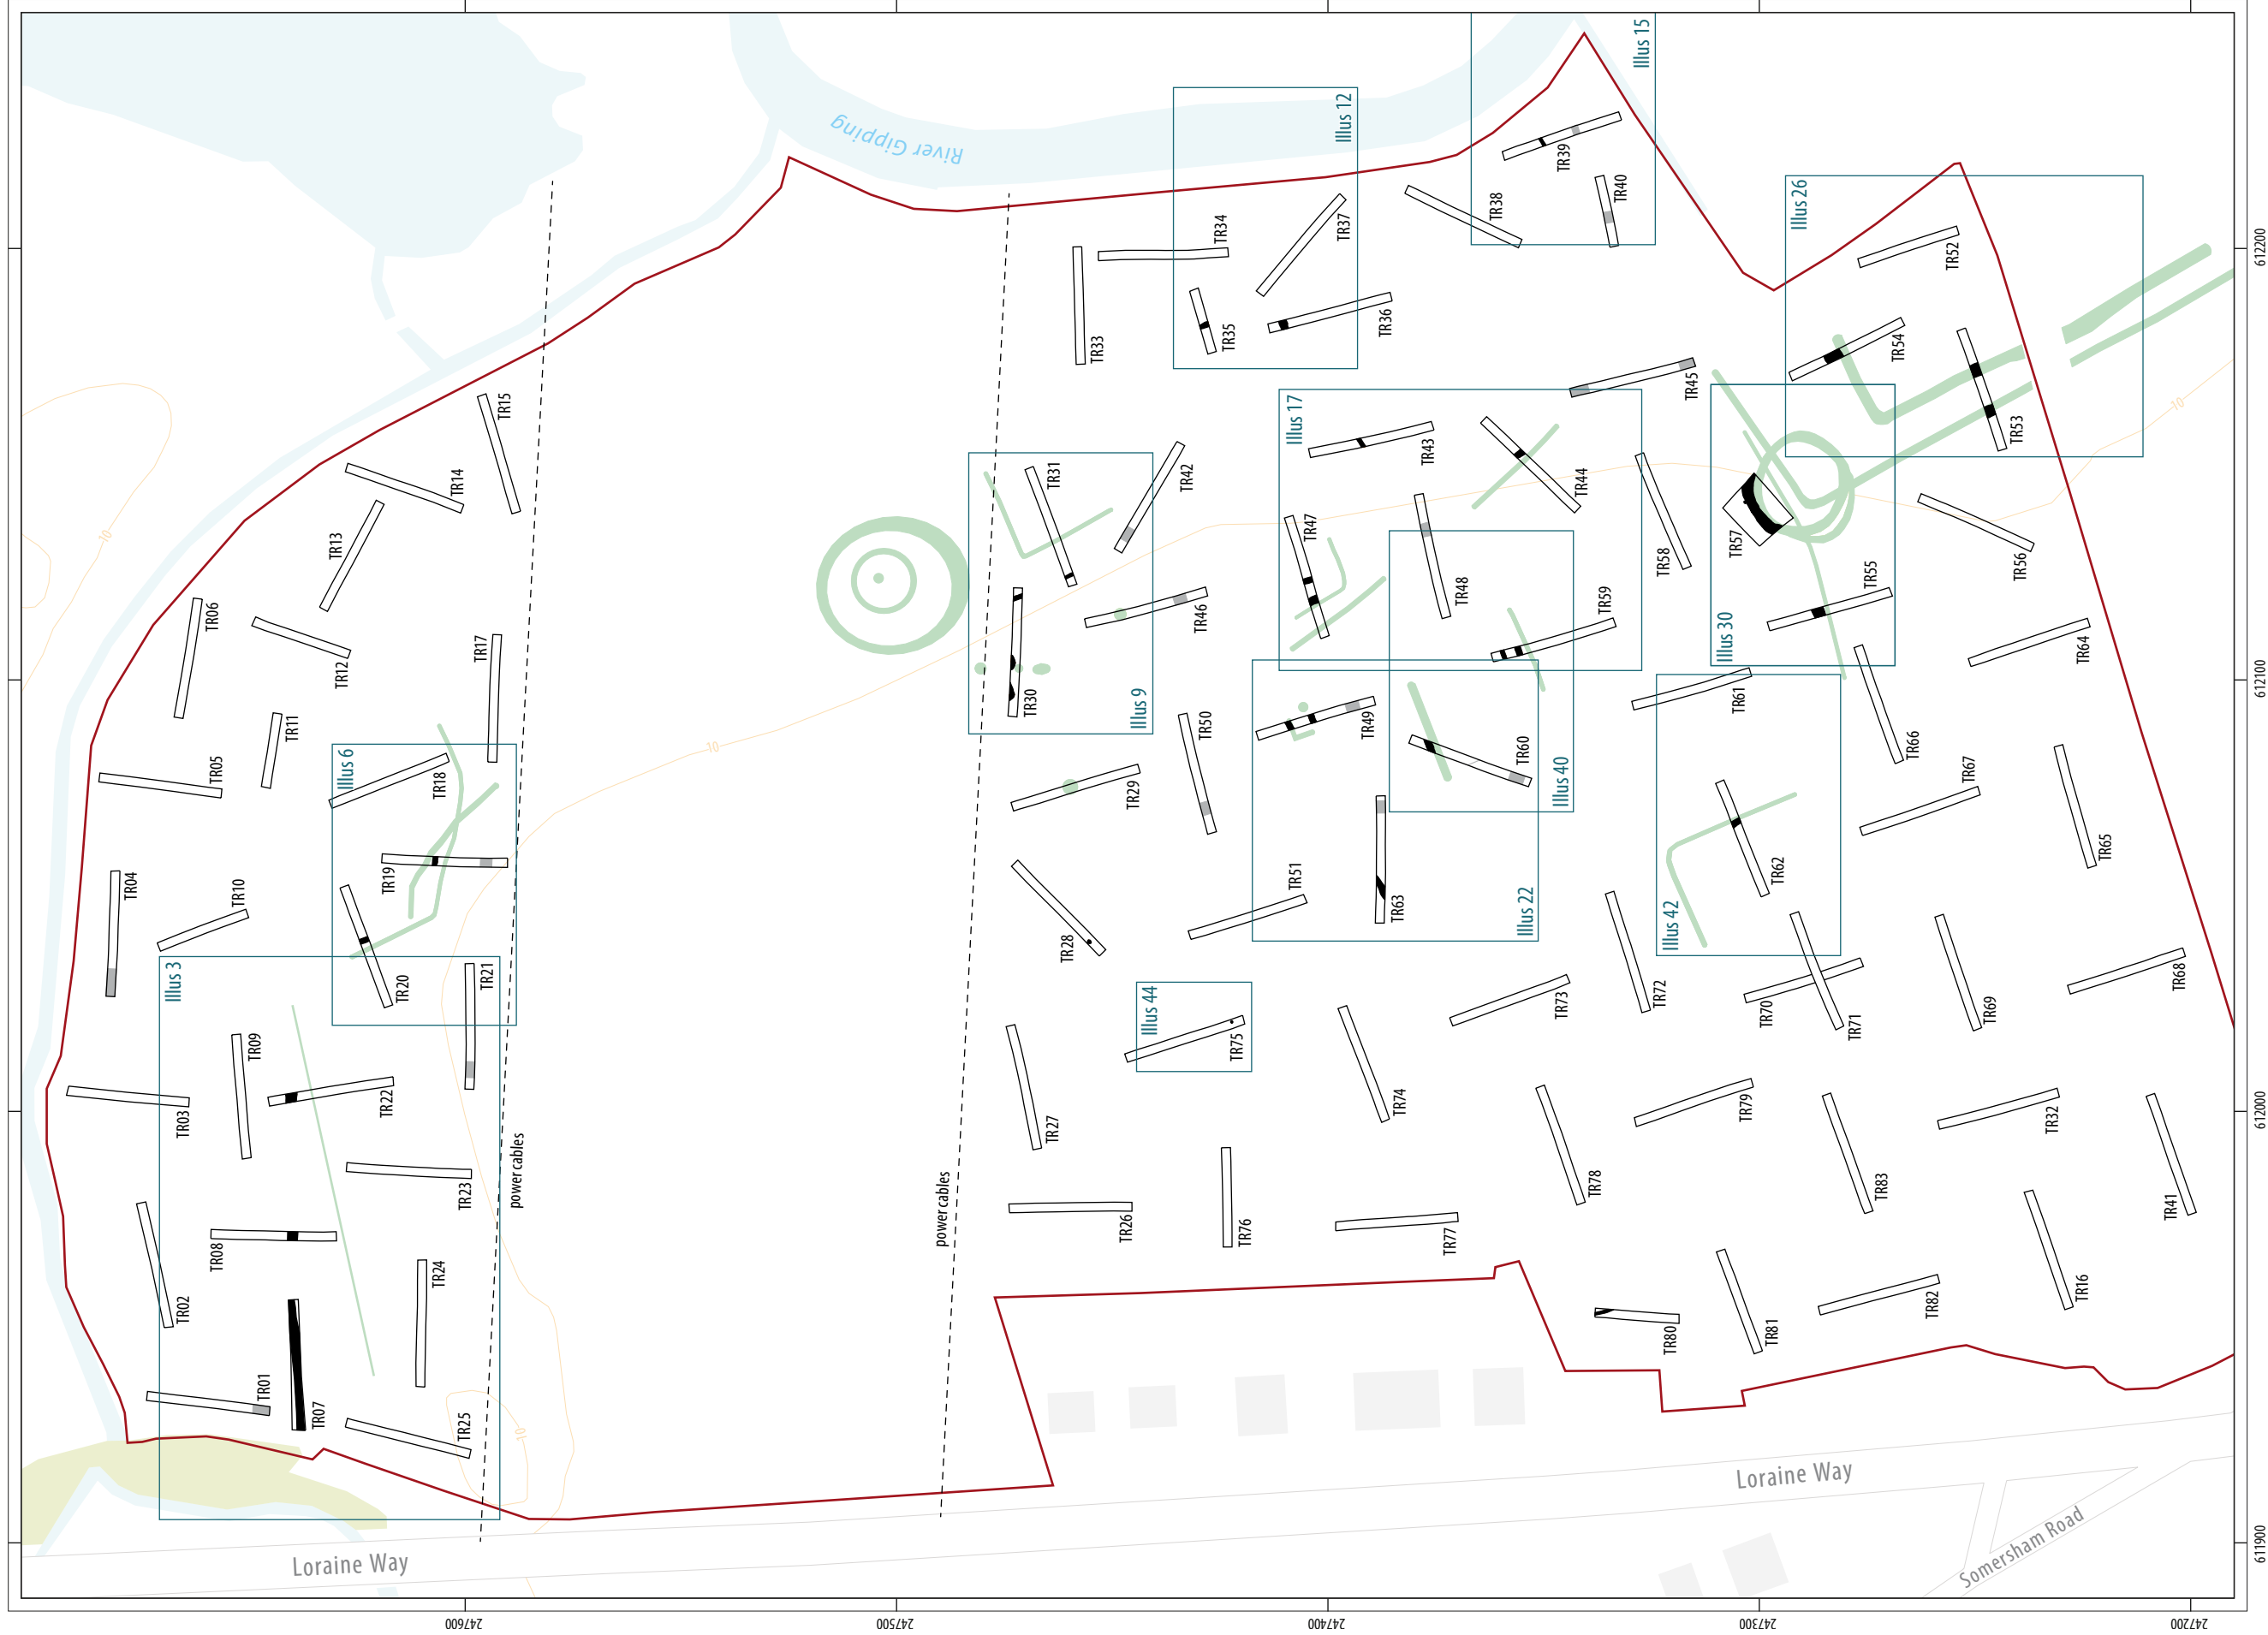 River Gipping
Illus 15
Illus 12
Illus 26
TR39
TR40
TR38
TR34
TR37
TR35
TR36
TR33
TR52
TR54
TR53
TR45
Illus 17
TR15
TR14
TR13
TR06
TR12
TR17
TR11
TR05
Illus 6
TR18
TR04
TR10
TR19
TR20
TR21
Illus 3
TR09
TR03
TR22
TR23
power cables
TR02
TR08
TR24
TR01
TR07
TR25
10
10
10
10
10
TR31
TR42
TR30
TR46
Illus 9
TR43
TR44
TR47
TR48
TR58
TR59
TR57
TR55
TR56
Illus 30
TR64
TR50
TR49
TR60
Illus 40
TR61
TR66
TR29
TR67
TR65
TR51
TR63
Illus 22
TR28
TR62
Illus 42
Illus 44
TR75
TR73
TR72
TR70
TR71
TR69
TR68
TR27
TR74
TR79
TR32
TR26
TR76
TR77
TR78
TR83
TR41
power cables
TR80
TR81
TR82
TR16
Loraine Way
Loraine Way
Somersham Road
612200
612100
612000
611900
247600
247500
247400
247300
247200